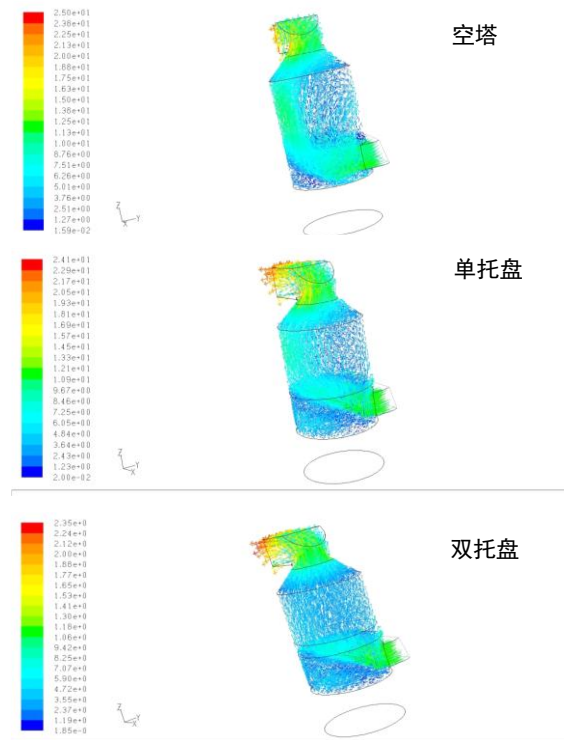 2.50e+01
2.38e+01
2.25e+01
2.13e+01
2.00e+01
1.88e+01
1.75e+01
1.63e+01
1.50e+01
1.38e+01
1.25e+01
1.13e+01
1.00e+01
8.76e+00
7.51e+00
6.26e+00
5.01e+00
3.76e+00
2.51e+00
1.27e+00
1.59e-02
空塔
Z
Y
X
2.41e+01
2.29e+01
2.17e+01
2.05e+01
1.93e+01
1.81e+01
1.69e+01
1.57e+01
1.45e+01
1.33e+01
1.21e+01
1.09e+01
9.67e+00
8.46e+00
7.25e+00
6.05e+00
4.84e+00
3.64e+00
2.43e+00
1.23e+00
2.00e-02
单托盘
Z
Y
X
2.35e+0
2.24e+0
2.12e+0
2.00e+0
1.88e+0
1.77e+0
1.65e+0
1.53e+0
1.41e+0
1.30e+0
1.18e+0
1.06e+0
9.42e+0
8.25e+0
7.07e+0
5.90e+0
4.72e+0
3.55e+0
2.37e+0
1.19e+0
1.85e-0
双托盘
Z
Y
X